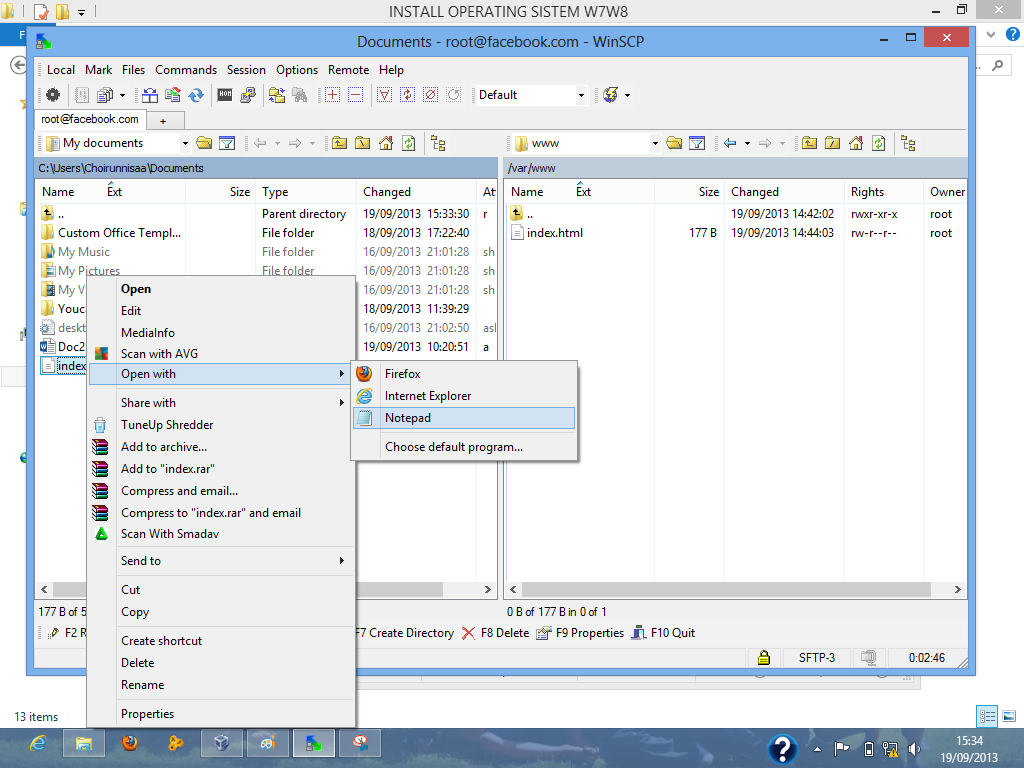 INSTALL OPERATING SISTEM W7W8
Documents - root@facebook.com - WinSCP
Local Mark Files Commands Session Options Remote Help
Default
root@facebook.com +
My documents www
C:\Users\Choirunnisaa\Documents /var/www
Name Ext Size Type Changed At Name Ext Size Changed Rights Owner
.. Parent directory 19/09/2013 15:33:30 r .. 19/09/2013 14:42:02 rwxr-xr-x root
Custom Office Templ... File folder 18/09/2013 17:22:40 index.html 177 B 19/09/2013 14:44:03 rw-r--r-- root
My Music File folder 16/09/2013 21:01:28 sh
My Pictures File folder 16/09/2013 21:01:28 sh
My V 16/09/2013 21:01:28 sh
Youc 18/09/2013 11:39:29
deskt 16/09/2013 21:02:50 asl
Doc2 19/09/2013 10:20:51 a
index
Open
Edit
MediaInfo
Scan with AVG
Open with
Share with
TuneUp Shredder
Add to archive...
Add to "index.rar"
Compress and email...
Compress to "index.rar" and email
Scan With Smadav
Send to
Cut
Copy
Create shortcut
Delete
Rename
Properties
Firefox
Internet Explorer
Notepad
Choose default program...
177 B of 5 0 B of 177 B in 0 of 1
F2 R F7 Create Directory F8 Delete F9 Properties F10 Quit
SFTP-3 0:02:46
13 items
15:34
19/09/2013